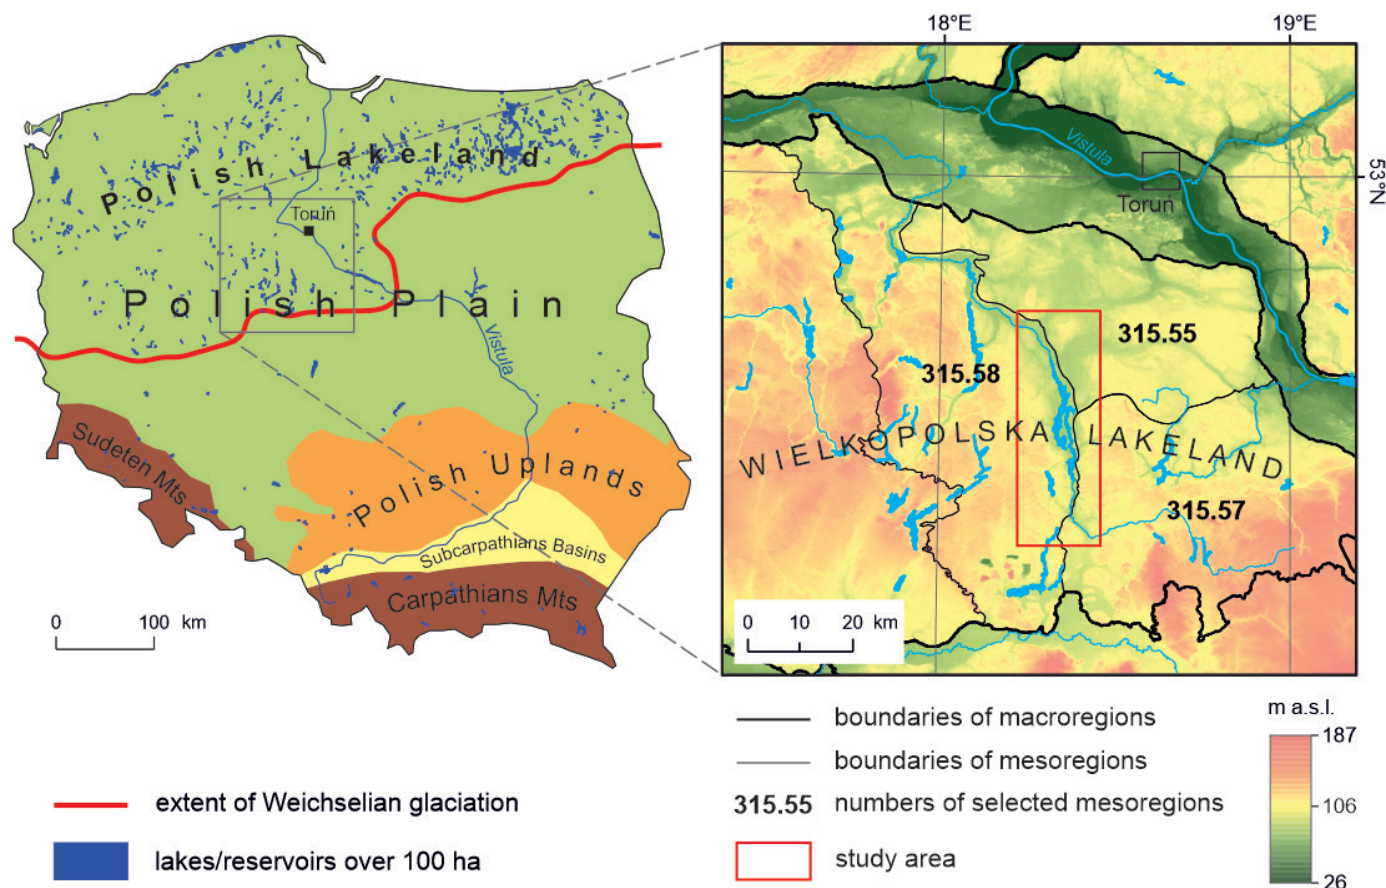 18°E
19°E
53°N
Polish Lakeland
Toruń
Polish Plain
Vistula
Sudeten Mts
Polish Uplands
Subcarpathians Basins
Carpathians Mts
0 100 km
Vistula
Toruń
315.55
315.58
WIELKOPOLSKA LAKELAND
315.57
0 10 20 km
extent of Weichselian glaciation
lakes/reservoirs over 100 ha
boundaries of macroregions
boundaries of mesoregions
315.55 numbers of selected mesoregions
study area
m a.s.l.
187
106
26